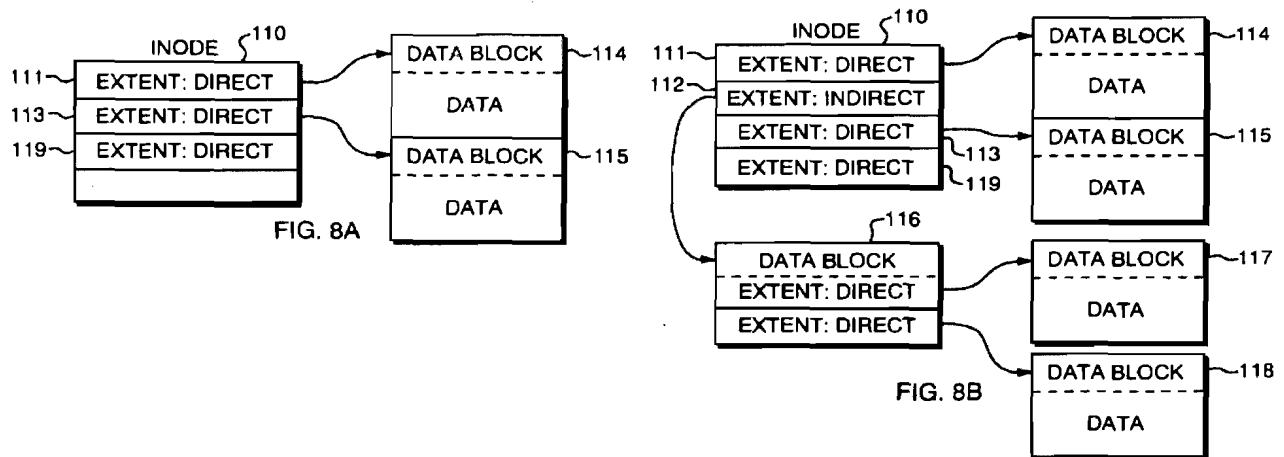 110
INODE
111 EXTENT: DIRECT
113 EXTENT: DIRECT
119 EXTENT: DIRECT
DATA BLOCK 114
DATA
DATA BLOCK 115
DATA
FIG. 8A
110
INODE
111 EXTENT: DIRECT
112 EXTENT: INDIRECT
EXTENT: DIRECT 113
EXTENT: DIRECT 119
DATA BLOCK 114
DATA
DATA BLOCK 115
DATA
116
DATA BLOCK
EXTENT: DIRECT
EXTENT: DIRECT
DATA BLOCK 117
DATA
DATA BLOCK 118
DATA
FIG. 8B